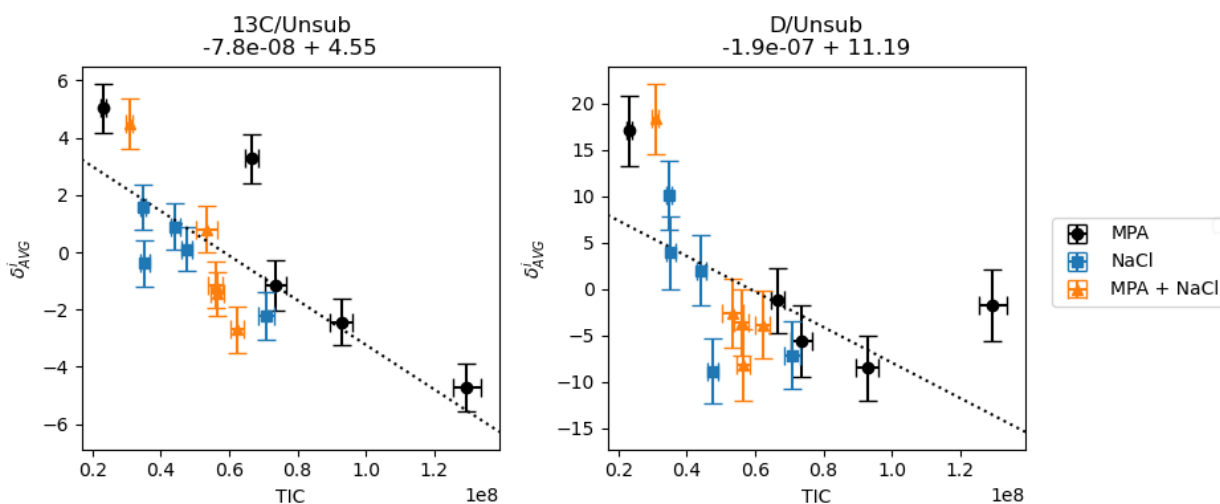 13C/Unsub
-7.8e-08 + 4.55
D/Unsub
-1.9e-07 + 11.19
6
4
2
0
−2
−4
−6
δ^i_AVG
0.2 0.4 0.6 0.8 1.0 1.2
1e8
TIC
20
15
10
5
0
−5
−10
−15
δ^i_AVG
0.2 0.4 0.6 0.8 1.0 1.2
1e8
TIC
MPA
NaCl
MPA + NaCl